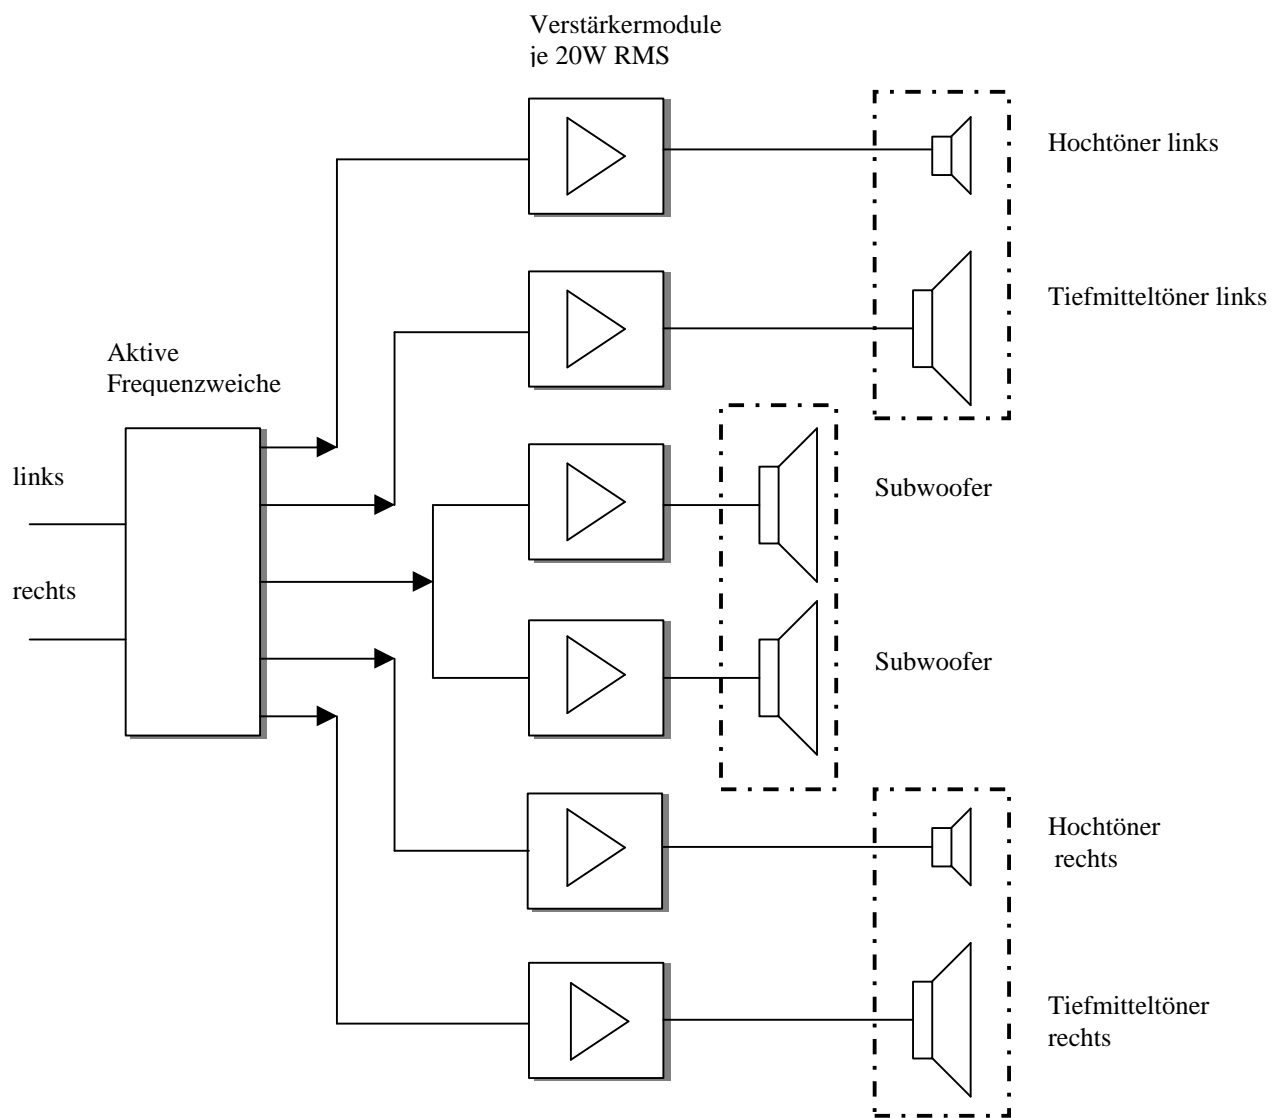 Verstärkermodule
je 20W RMS
Hochtöner links
Tiefmitteltöner links
Aktive
Frequenzweiche
links
Subwoofer
rechts
Subwoofer
Hochtöner
rechts
Tiefmitteltöner
rechts